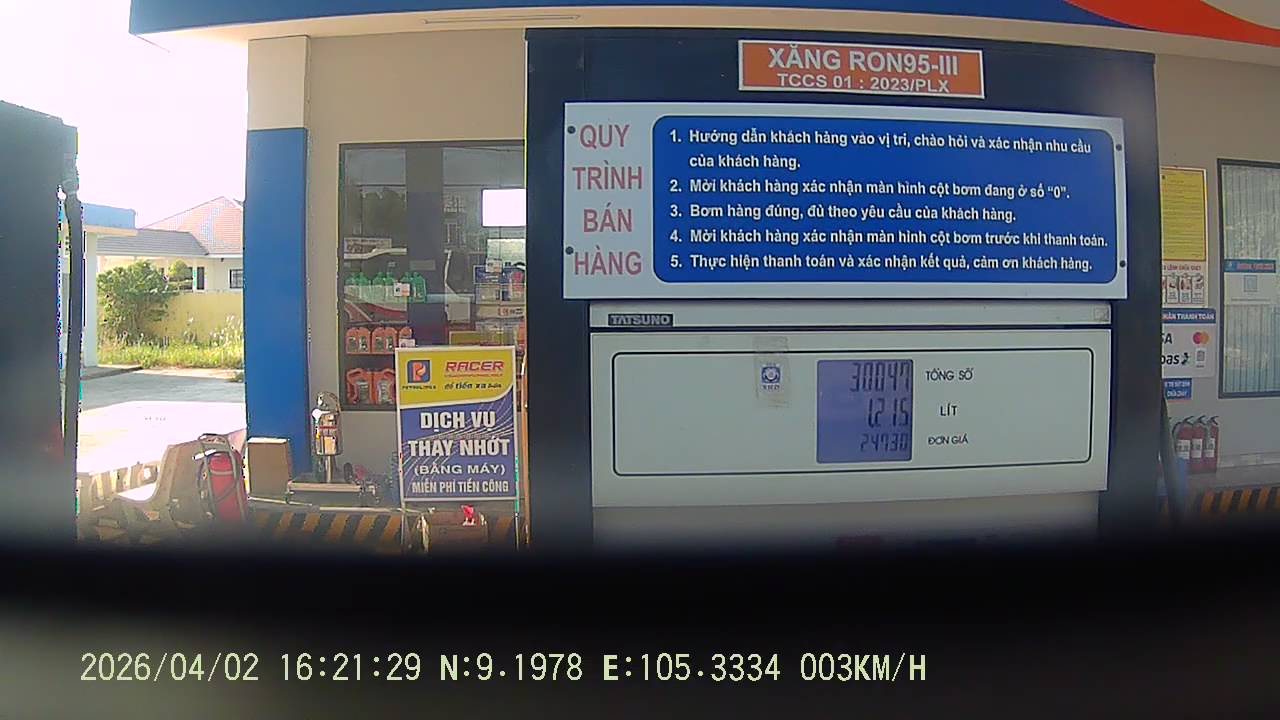 XĂNG RON95-III
TCCS 01 : 2023/PLX
QUY
TRÌNH
BÁN
HÀNG
1. Hướng dẫn khách hàng vào vị trí, chào hỏi và xác nhận nhu cầu
của khách hàng.
2. Mời khách hàng xác nhận màn hình cột bơm đang ở số “0”.
3. Bơm hàng đúng, đủ theo yêu cầu của khách hàng.
4. Mời khách hàng xác nhận màn hình cột bơm trước khi thanh toán.
5. Thực hiện thanh toán và xác nhận kết quả, cảm ơn khách hàng.
TATSUNO
30047 TỔNG SỐ
1.215 LÍT
24730 ĐƠN GIÁ
PETROLIMEX
RACER
DỊCH VỤ
THAY NHỚT
(BẰNG MÁY)
MIỄN PHÍ TIỀN CÔNG
THANH TOÁN
2026/04/02 16:21:29 N:9.1978 E:105.3334 003KM/H